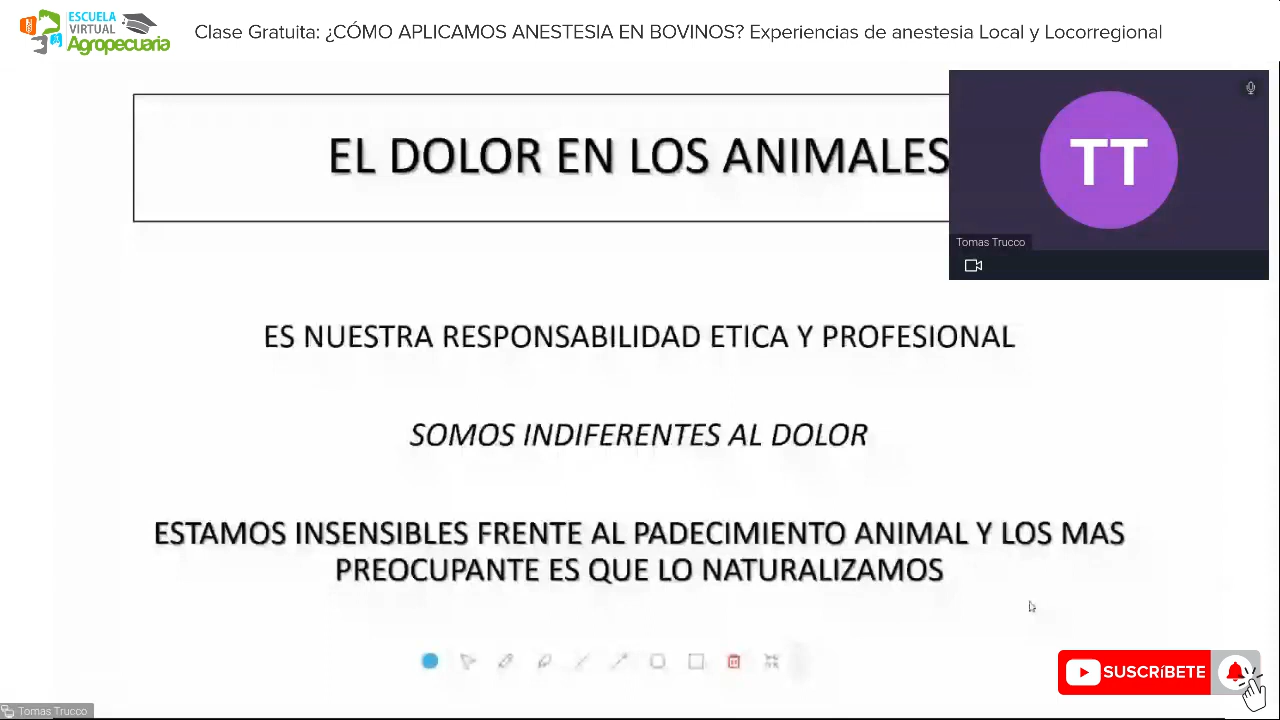 ESCUELA
VIRTUAL
Agropecuaria
Clase Gratuita: ¿CÓMO APLICAMOS ANESTESIA EN BOVINOS? Experiencias de anestesia Local y Locorregional
EL DOLOR EN LOS ANIMALES
TT
Tomas Trucco
ES NUESTRA RESPONSABILIDAD ETICA Y PROFESIONAL
SOMOS INDIFERENTES AL DOLOR
ESTAMOS INSENSIBLES FRENTE AL PADECIMIENTO ANIMAL Y LOS MAS
PREOCUPANTE ES QUE LO NATURALIZAMOS
SUSCRíBETE
Tomas Trucco